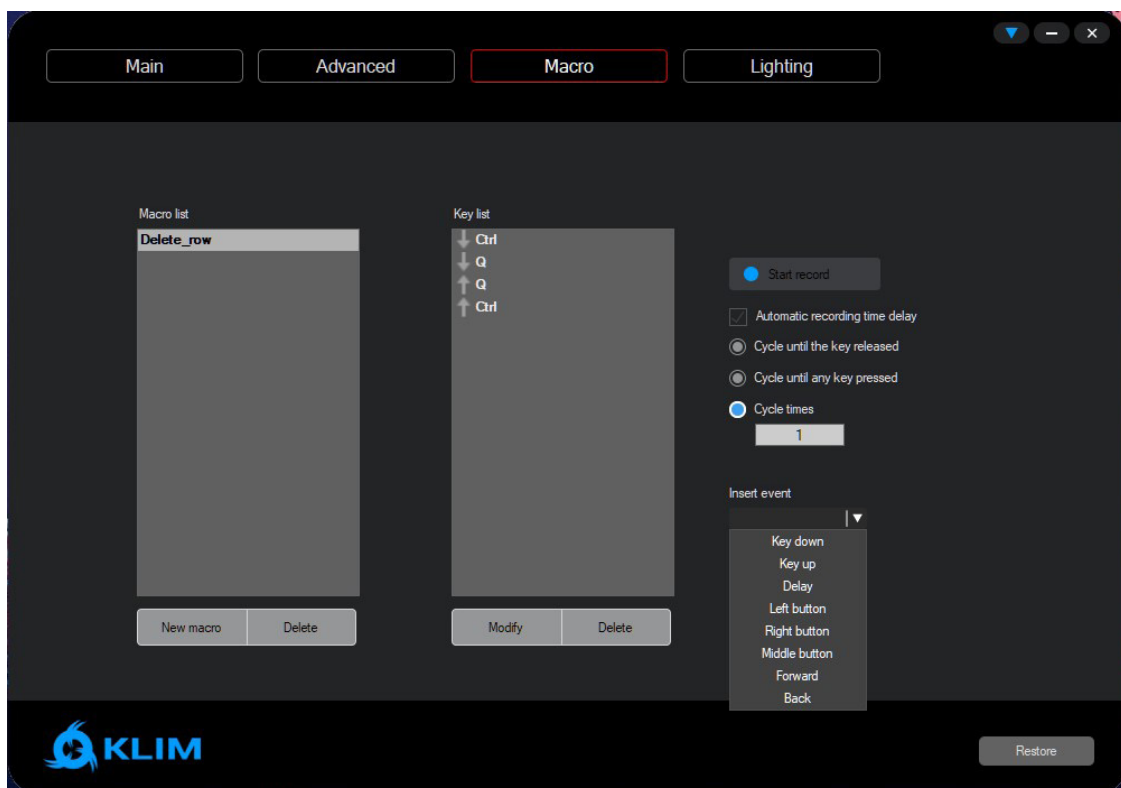 Main
Advanced
Macro
Lighting
Macro list
Delete_row
New macro
Delete
Key list
Ctrl
Q
Q
Ctrl
Modify
Delete
Start record
Automatic recording time delay
Cycle until the key released
Cycle until any key pressed
Cycle times
1
Insert event
Key down
Key up
Delay
Left button
Right button
Middle button
Forward
Back
KLIM
Restore